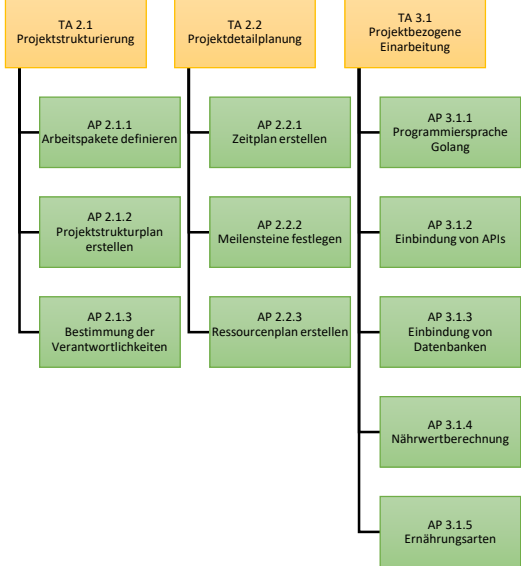 TA 2.1
Projektstrukturierung
AP 2.1.1
Arbeitspakete definieren
AP 2.1.2
Projektstrukturplan
erstellen
AP 2.1.3
Bestimmung der
Verantwortlichkeiten
TA 2.2
Projektdetailplanung
AP 2.2.1
Zeitplan erstellen
AP 2.2.2
Meilensteine festlegen
AP 2.2.3
Ressourcenplan erstellen
TA 3.1
Projektbezogene
Einarbeitung
AP 3.1.1
Programmiersprache
Golang
AP 3.1.2
Einbindung von APIs
AP 3.1.3
Einbindung von
Datenbanken
AP 3.1.4
Nährwertberechnung
AP 3.1.5
Ernährungsarten